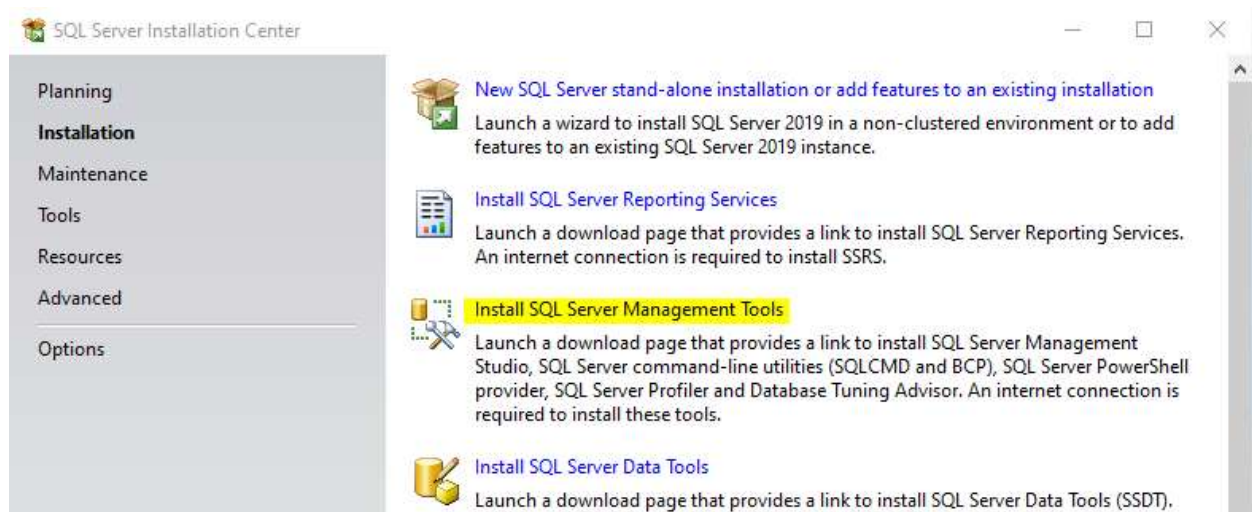 SQL Server Installation Center
Planning
Installation
Maintenance
Tools
Resources
Advanced
Options
New SQL Server stand-alone installation or add features to an existing installation
Launch a wizard to install SQL Server 2019 in a non-clustered environment or to add
features to an existing SQL Server 2019 instance.
Install SQL Server Reporting Services
Launch a download page that provides a link to install SQL Server Reporting Services.
An internet connection is required to install SSRS.
Install SQL Server Management Tools
Launch a download page that provides a link to install SQL Server Management
Studio, SQL Server command-line utilities (SQLCMD and BCP), SQL Server PowerShell
provider, SQL Server Profiler and Database Tuning Advisor. An internet connection is
required to install these tools.
Install SQL Server Data Tools
Launch a download page that provides a link to install SQL Server Data Tools (SSDT).